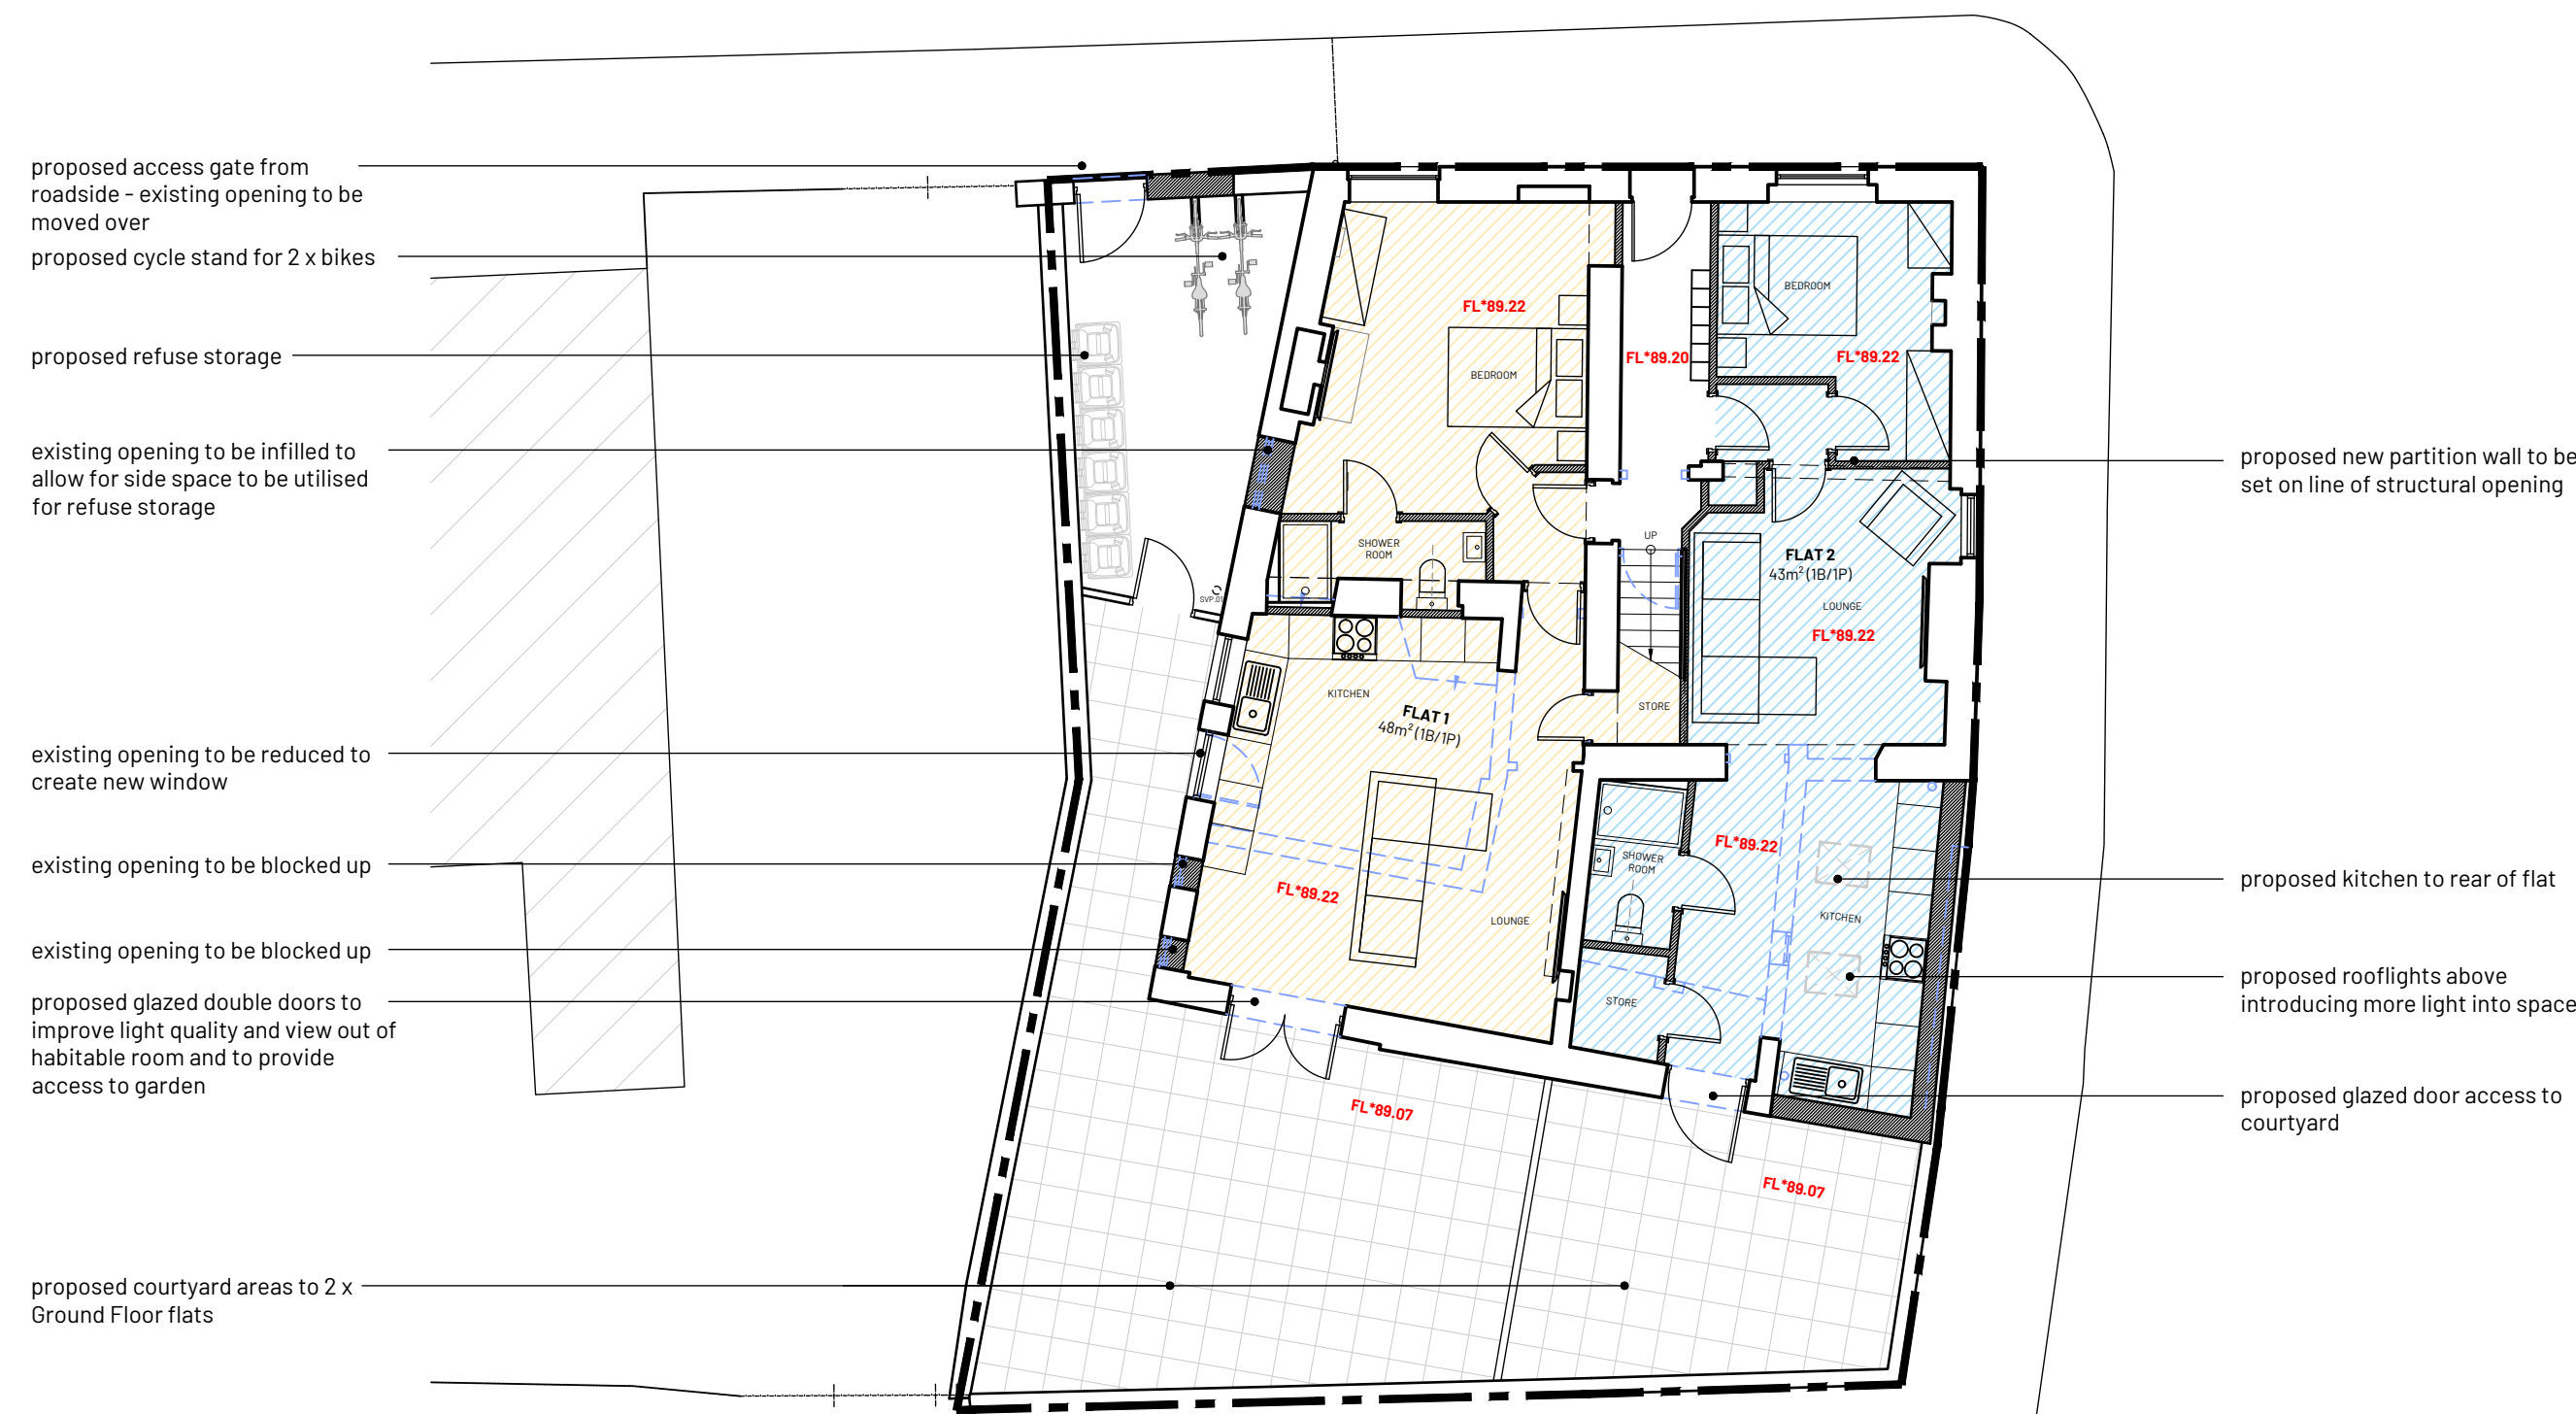 proposed access gate from
roadside - existing opening to be
moved over
proposed cycle stand for 2 x bikes
proposed refuse storage
existing opening to be infilled to
allow for side space to be utilised
for refuse storage
existing opening to be reduced to
create new window
existing opening to be blocked up
existing opening to be blocked up
proposed glazed double doors to
improve light quality and view out of
habitable room and to provide
access to garden
proposed courtyard areas to 2 x
Ground Floor flats
FL*89.22
BEDROOM
SHOWER
ROOM
SVP.01
KITCHEN
FLAT 1
48m² (1B/1P)
FL*89.22
LOUNGE
FL*89.20
UP
STORE
BEDROOM
FL*89.22
FLAT 2
43m² (1B/1P)
LOUNGE
FL*89.22
FL*89.22
SHOWER
ROOM
KITCHEN
STORE
FL*89.07
FL*89.07
proposed new partition wall to be
set on line of structural opening
proposed kitchen to rear of flat
proposed rooflights above
introducing more light into space
proposed glazed door access to
courtyard